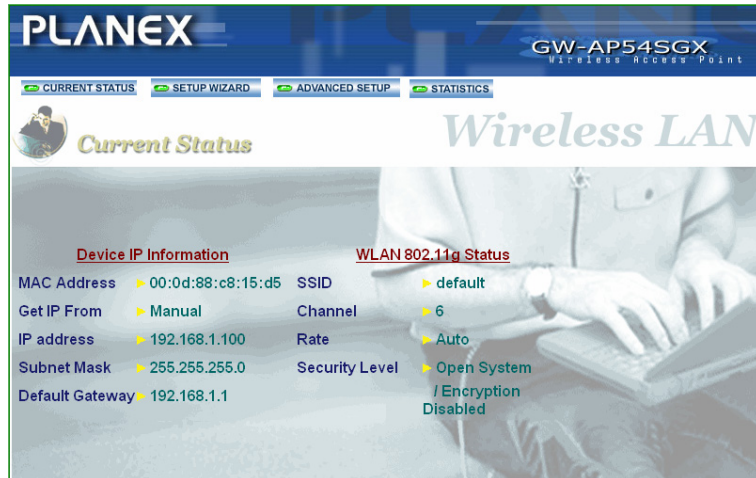 PLANEX
GW-AP54SGX
Wireless Access Point
CURRENT STATUS SETUP WIZARD ADVANCED SETUP STATISTICS
Current Status
Wireless LAN
Device IP Information
MAC Address 00:0d:88:c8:15:d5
Get IP From Manual
IP address 192.168.1.100
Subnet Mask 255.255.255.0
Default Gateway 192.168.1.1
WLAN 802.11g Status
SSID default
Channel 6
Rate Auto
Security Level Open System
/ Encryption
Disabled